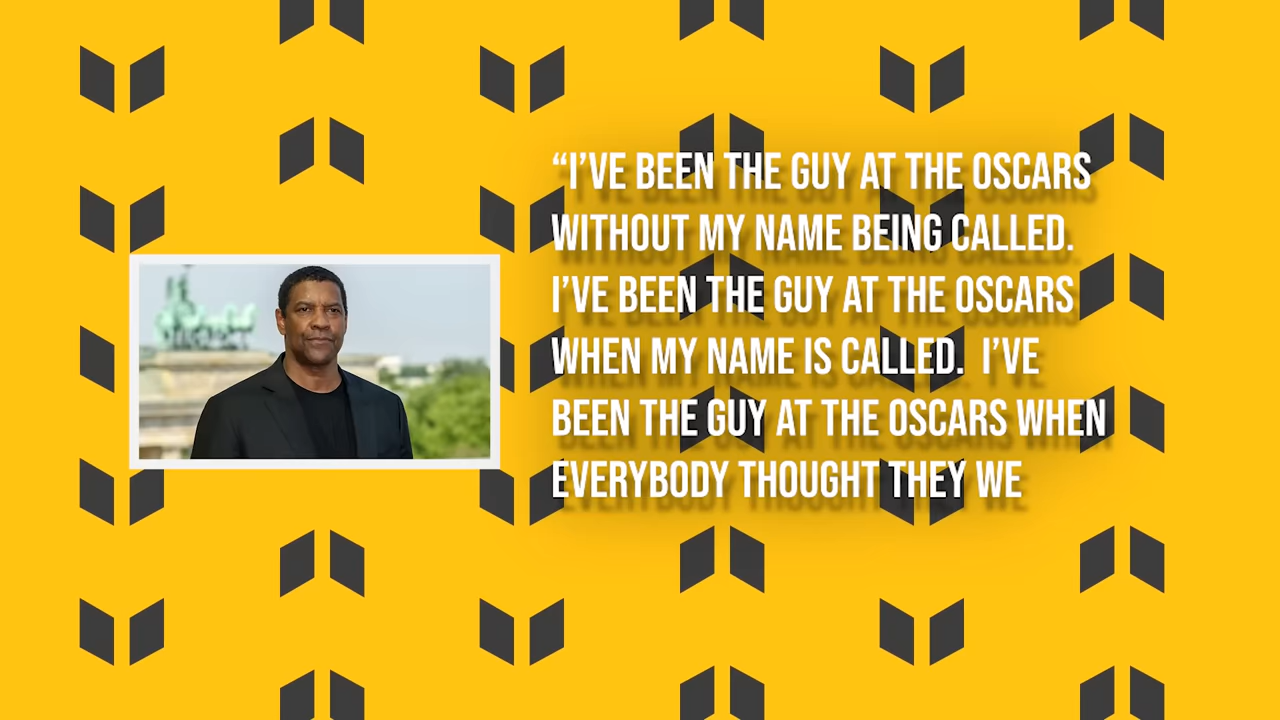 “I’VE BEEN THE GUY AT THE OSCARS
WITHOUT MY NAME BEING CALLED.
I’VE BEEN THE GUY AT THE OSCARS
WHEN MY NAME IS CALLED. I’VE
BEEN THE GUY AT THE OSCARS WHEN
EVERYBODY THOUGHT THEY WE